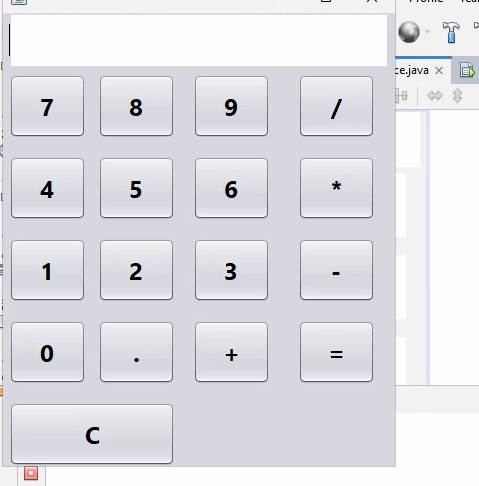 ce.java
7 8 9 /
4 5 6 *
1 2 3 -
0 . + =
C